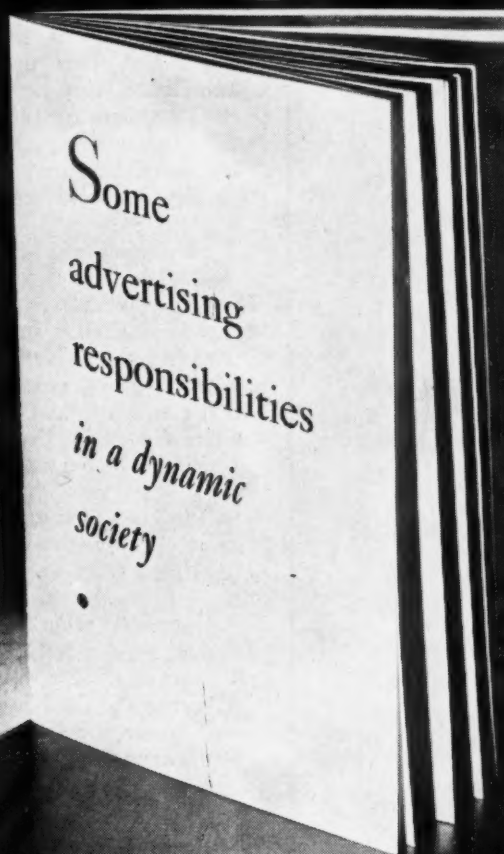 Some
advertising
responsibilities
in a dynamic
society